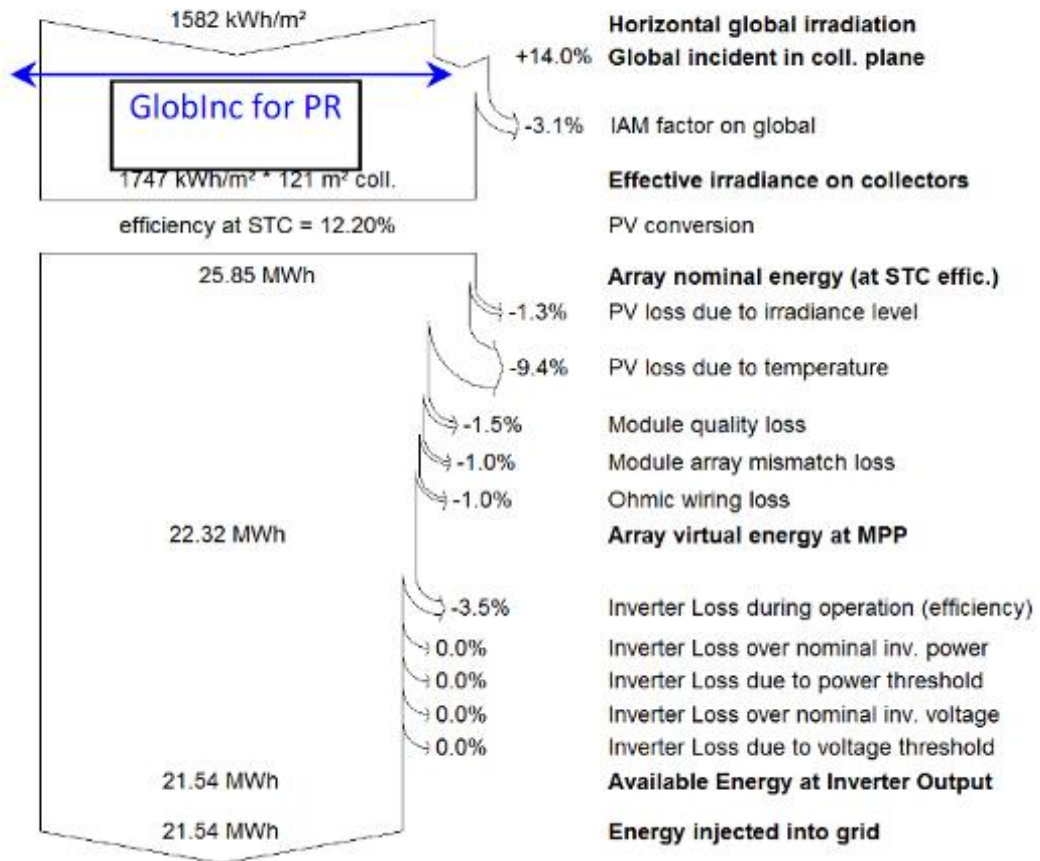 1582 kWh/m² Horizontal global irradiation
+14.0% Global incident in coll. plane
GlobInc for PR
-3.1% IAM factor on global
1747 kWh/m² * 121 m² coll. Effective irradiance on collectors
efficiency at STC = 12.20% PV conversion
25.85 MWh Array nominal energy (at STC effic.)
-1.3% PV loss due to irradiance level
-9.4% PV loss due to temperature
-1.5% Module quality loss
-1.0% Module array mismatch loss
-1.0% Ohmic wiring loss
22.32 MWh Array virtual energy at MPP
-3.5% Inverter Loss during operation (efficiency)
0.0% Inverter Loss over nominal inv. power
0.0% Inverter Loss due to power threshold
0.0% Inverter Loss over nominal inv. voltage
0.0% Inverter Loss due to voltage threshold
21.54 MWh Available Energy at Inverter Output
21.54 MWh Energy injected into grid